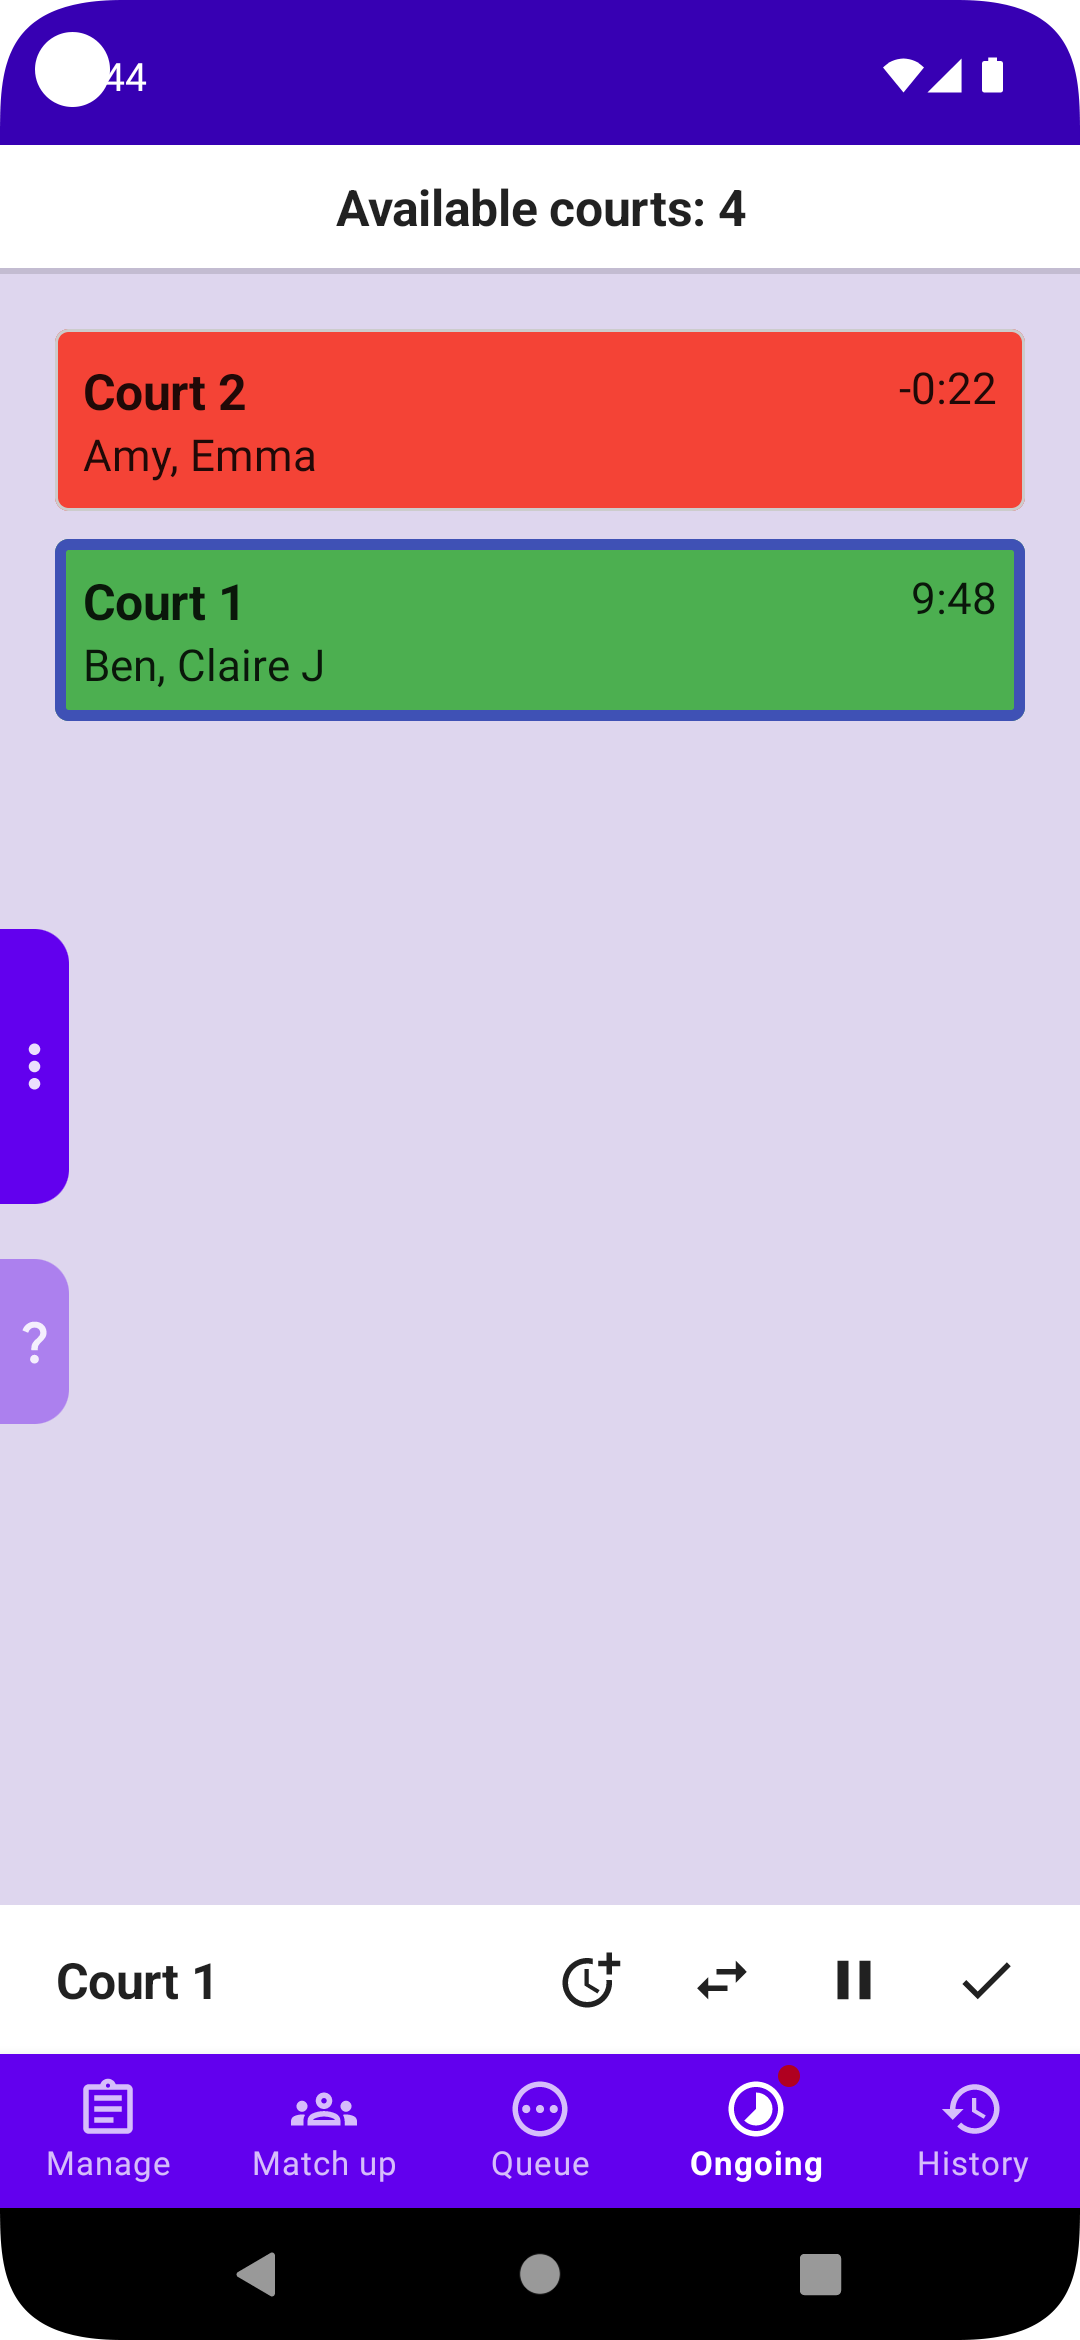 44
Available courts: 4
Court 2
-0:22
Amy, Emma
Court 1
9:48
Ben, Claire J
?
Court 1
Manage
Match up
Queue
Ongoing
History